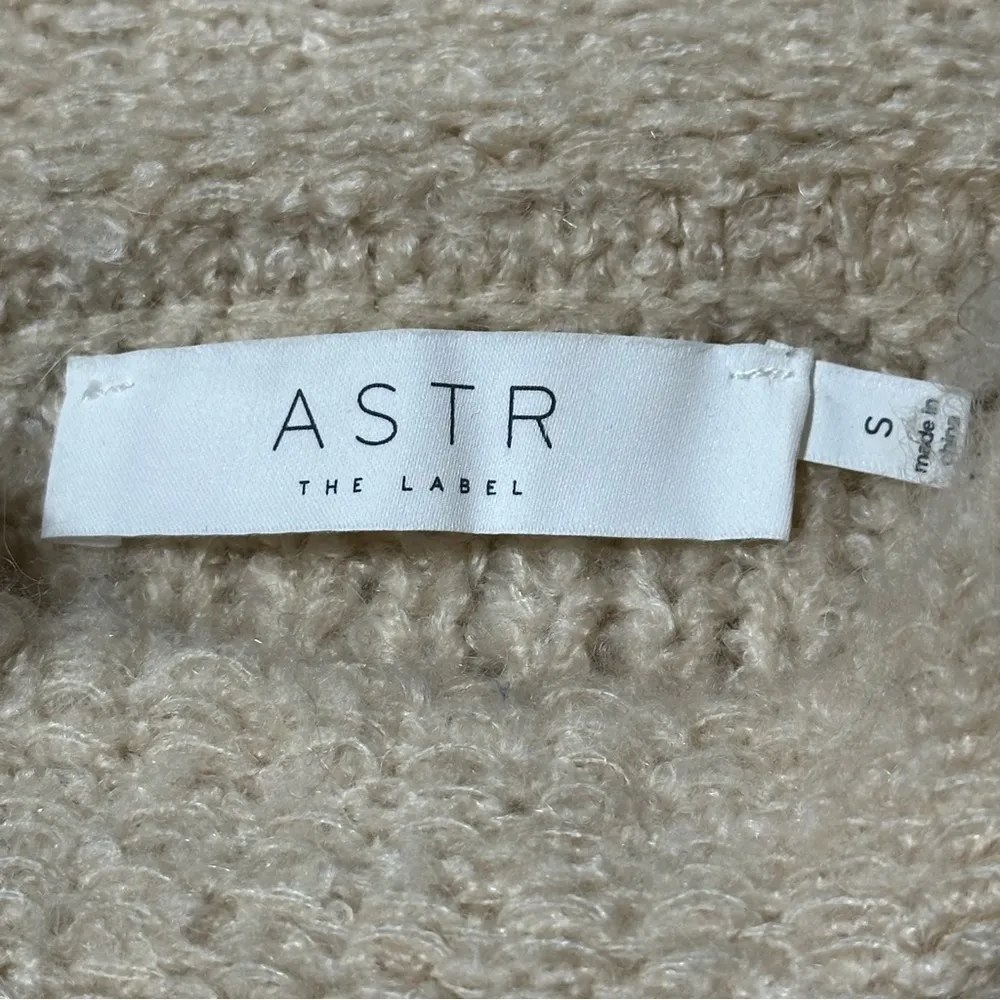 ASTR
THE LABEL
S
made in
china